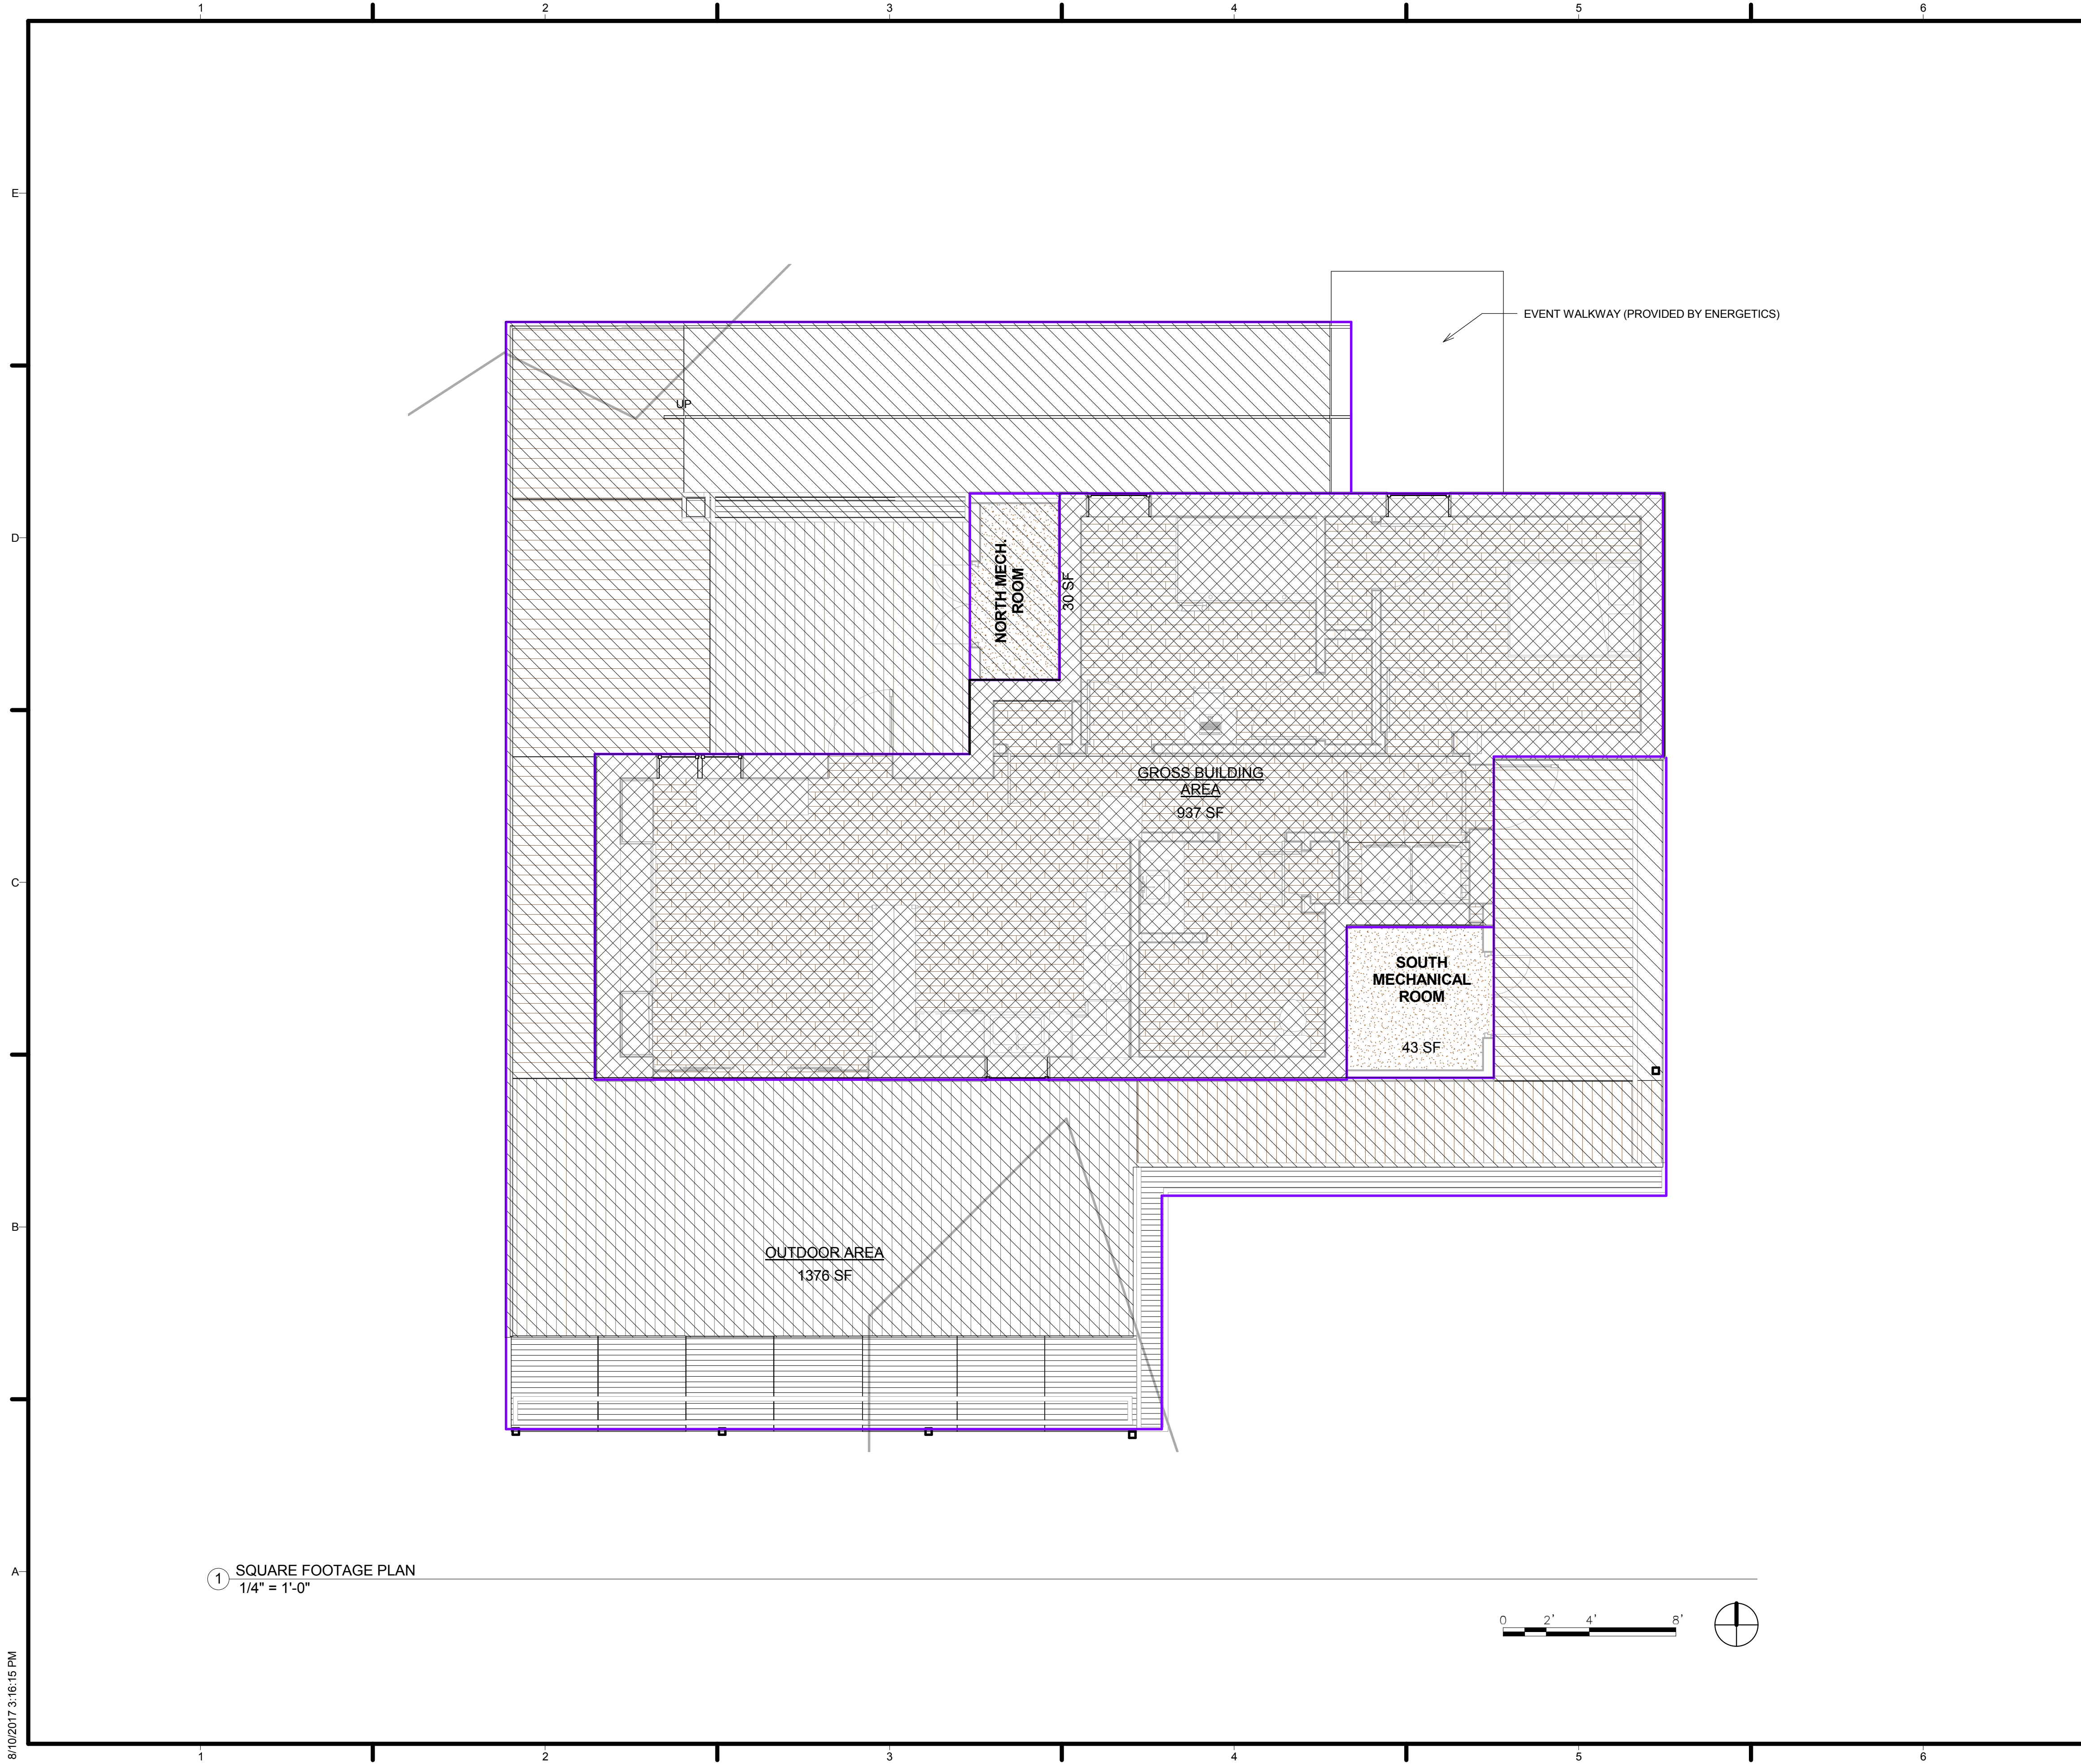 1 2 3 4 5 6
E
EVENT WALKWAY (PROVIDED BY ENERGETICS)
UP
D
NORTH MECH.
ROOM
30 SF
GROSS BUILDING
AREA
937 SF
C
SOUTH
MECHANICAL
ROOM
43 SF
B
OUTDOOR AREA
1376 SF
A
1 SQUARE FOOTAGE PLAN
1/4" = 1'-0"
0 2' 4' 8'
8/10/2017 3:16:15 PM
1 2 3 4 5 6